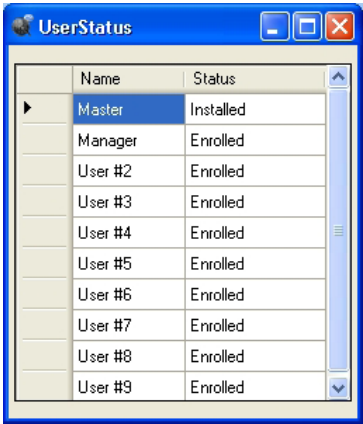 UserStatus
Name Status
Master Installed
Manager Enrolled
User #2 Enrolled
User #3 Enrolled
User #4 Enrolled
User #5 Enrolled
User #6 Enrolled
User #7 Enrolled
User #8 Enrolled
User #9 Enrolled